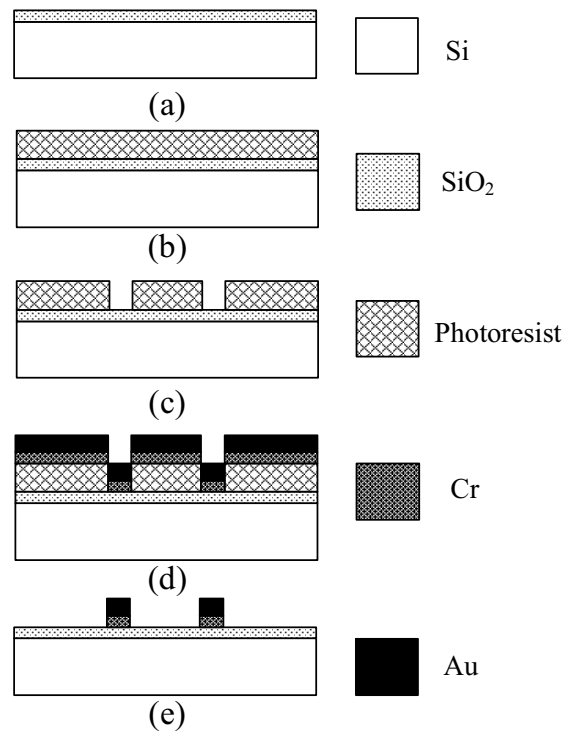 Si
(a)
SiO₂
(b)
Photoresist
(c)
Cr
(d)
Au
(e)